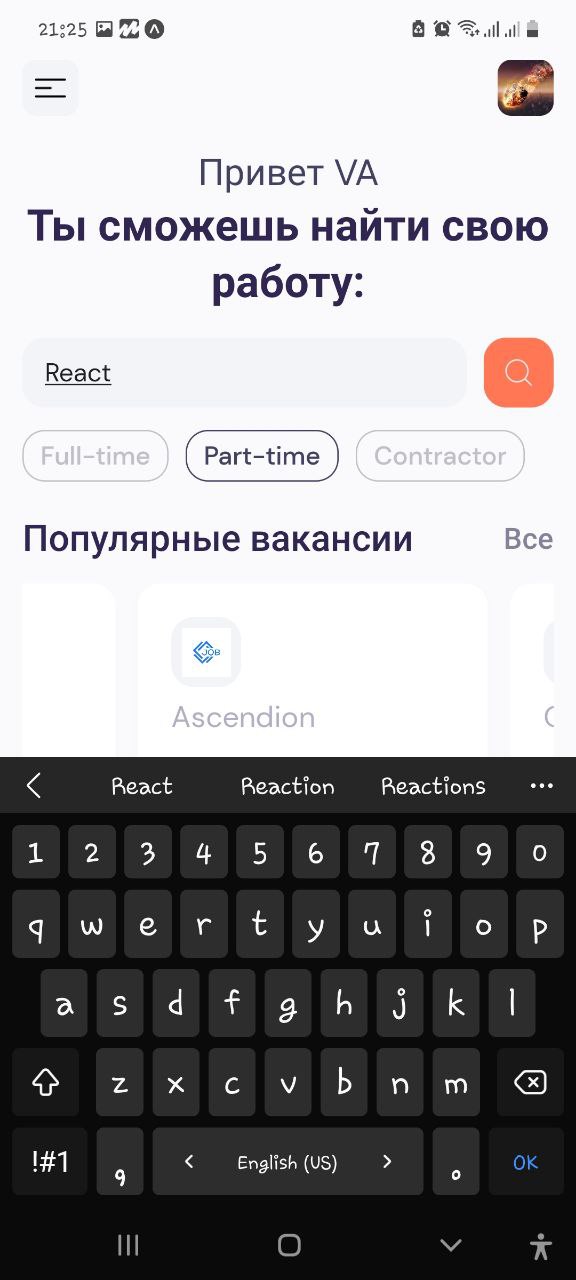 21:25
Привет VA
Ты сможешь найти свою
работу:
React
Full-time Part-time Contractor
Популярные вакансии Все
JOB
Ascendion
React Reaction Reactions
1 2 3 4 5 6 7 8 9 0
q w e r t y u i o p
a s d f g h j k l
z x c v b n m
!#1 , < English (US) > . OK